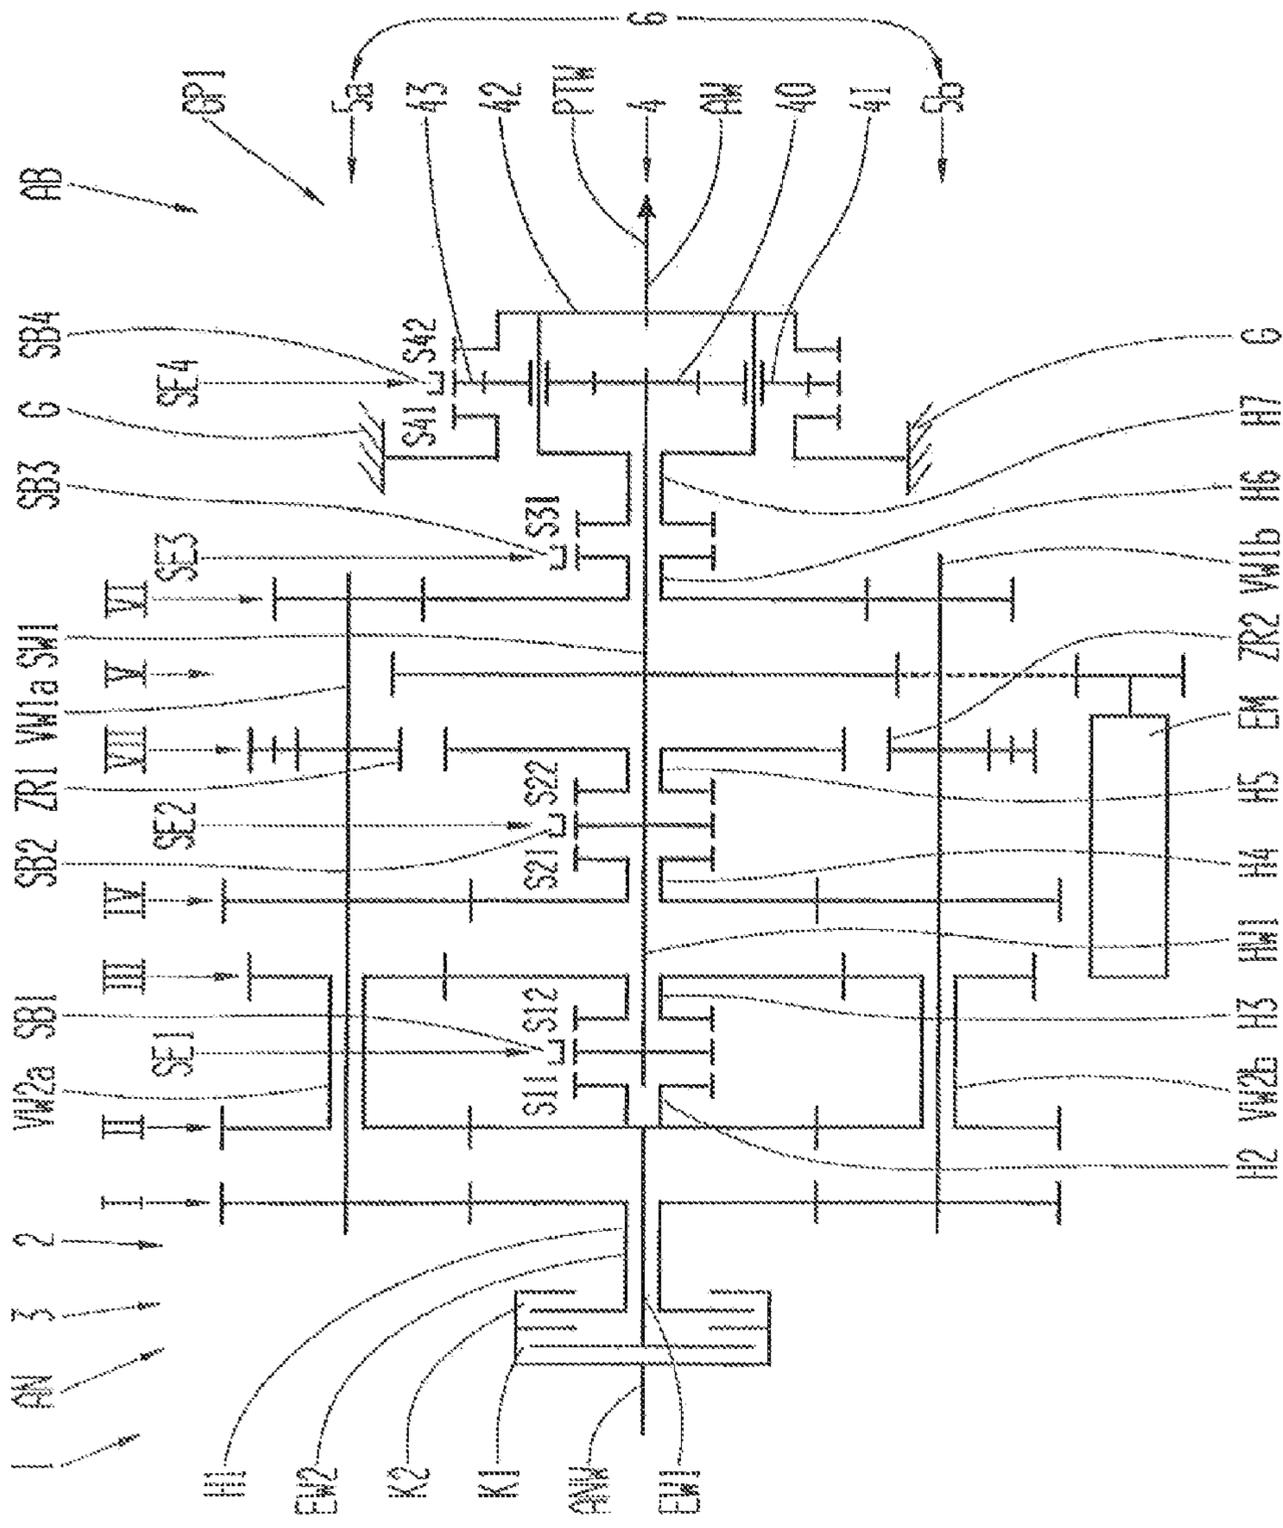 1
AN
3
2
I
II
VW2a
SB1
III
IV
SE1
SB2
SE2
ZR1
VII
VW1a
SW1
V
VI
SE3
SB3
G
SE4
SB4
AB
GP1
5a
43
42
PTW
4
AW
40
41
5b
6
S11
S12
S21
S22
S31
S41
S42
H1
EW2
K2
K1
ANW
EW1
H2
VW2b
H3
HW1
H4
H5
EM
ZR2
VW1b
H6
H7
G